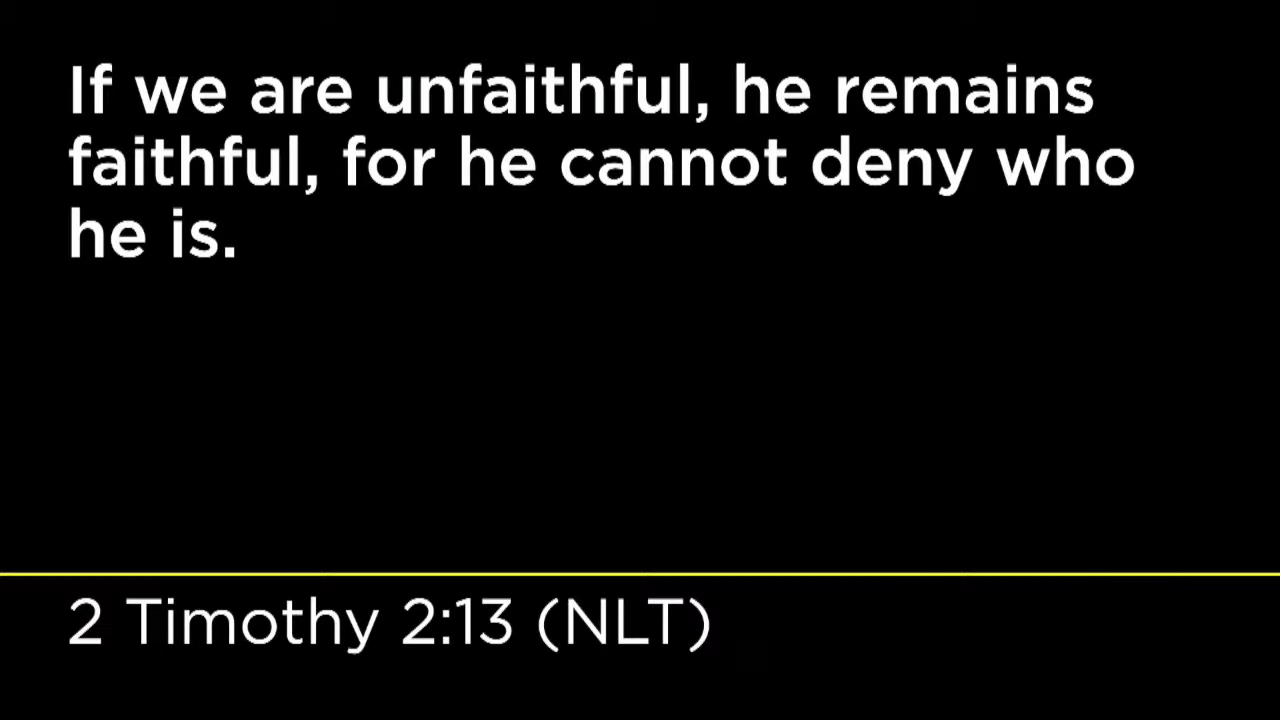 If we are unfaithful, he remains
faithful, for he cannot deny who
he is.
2 Timothy 2:13 (NLT)